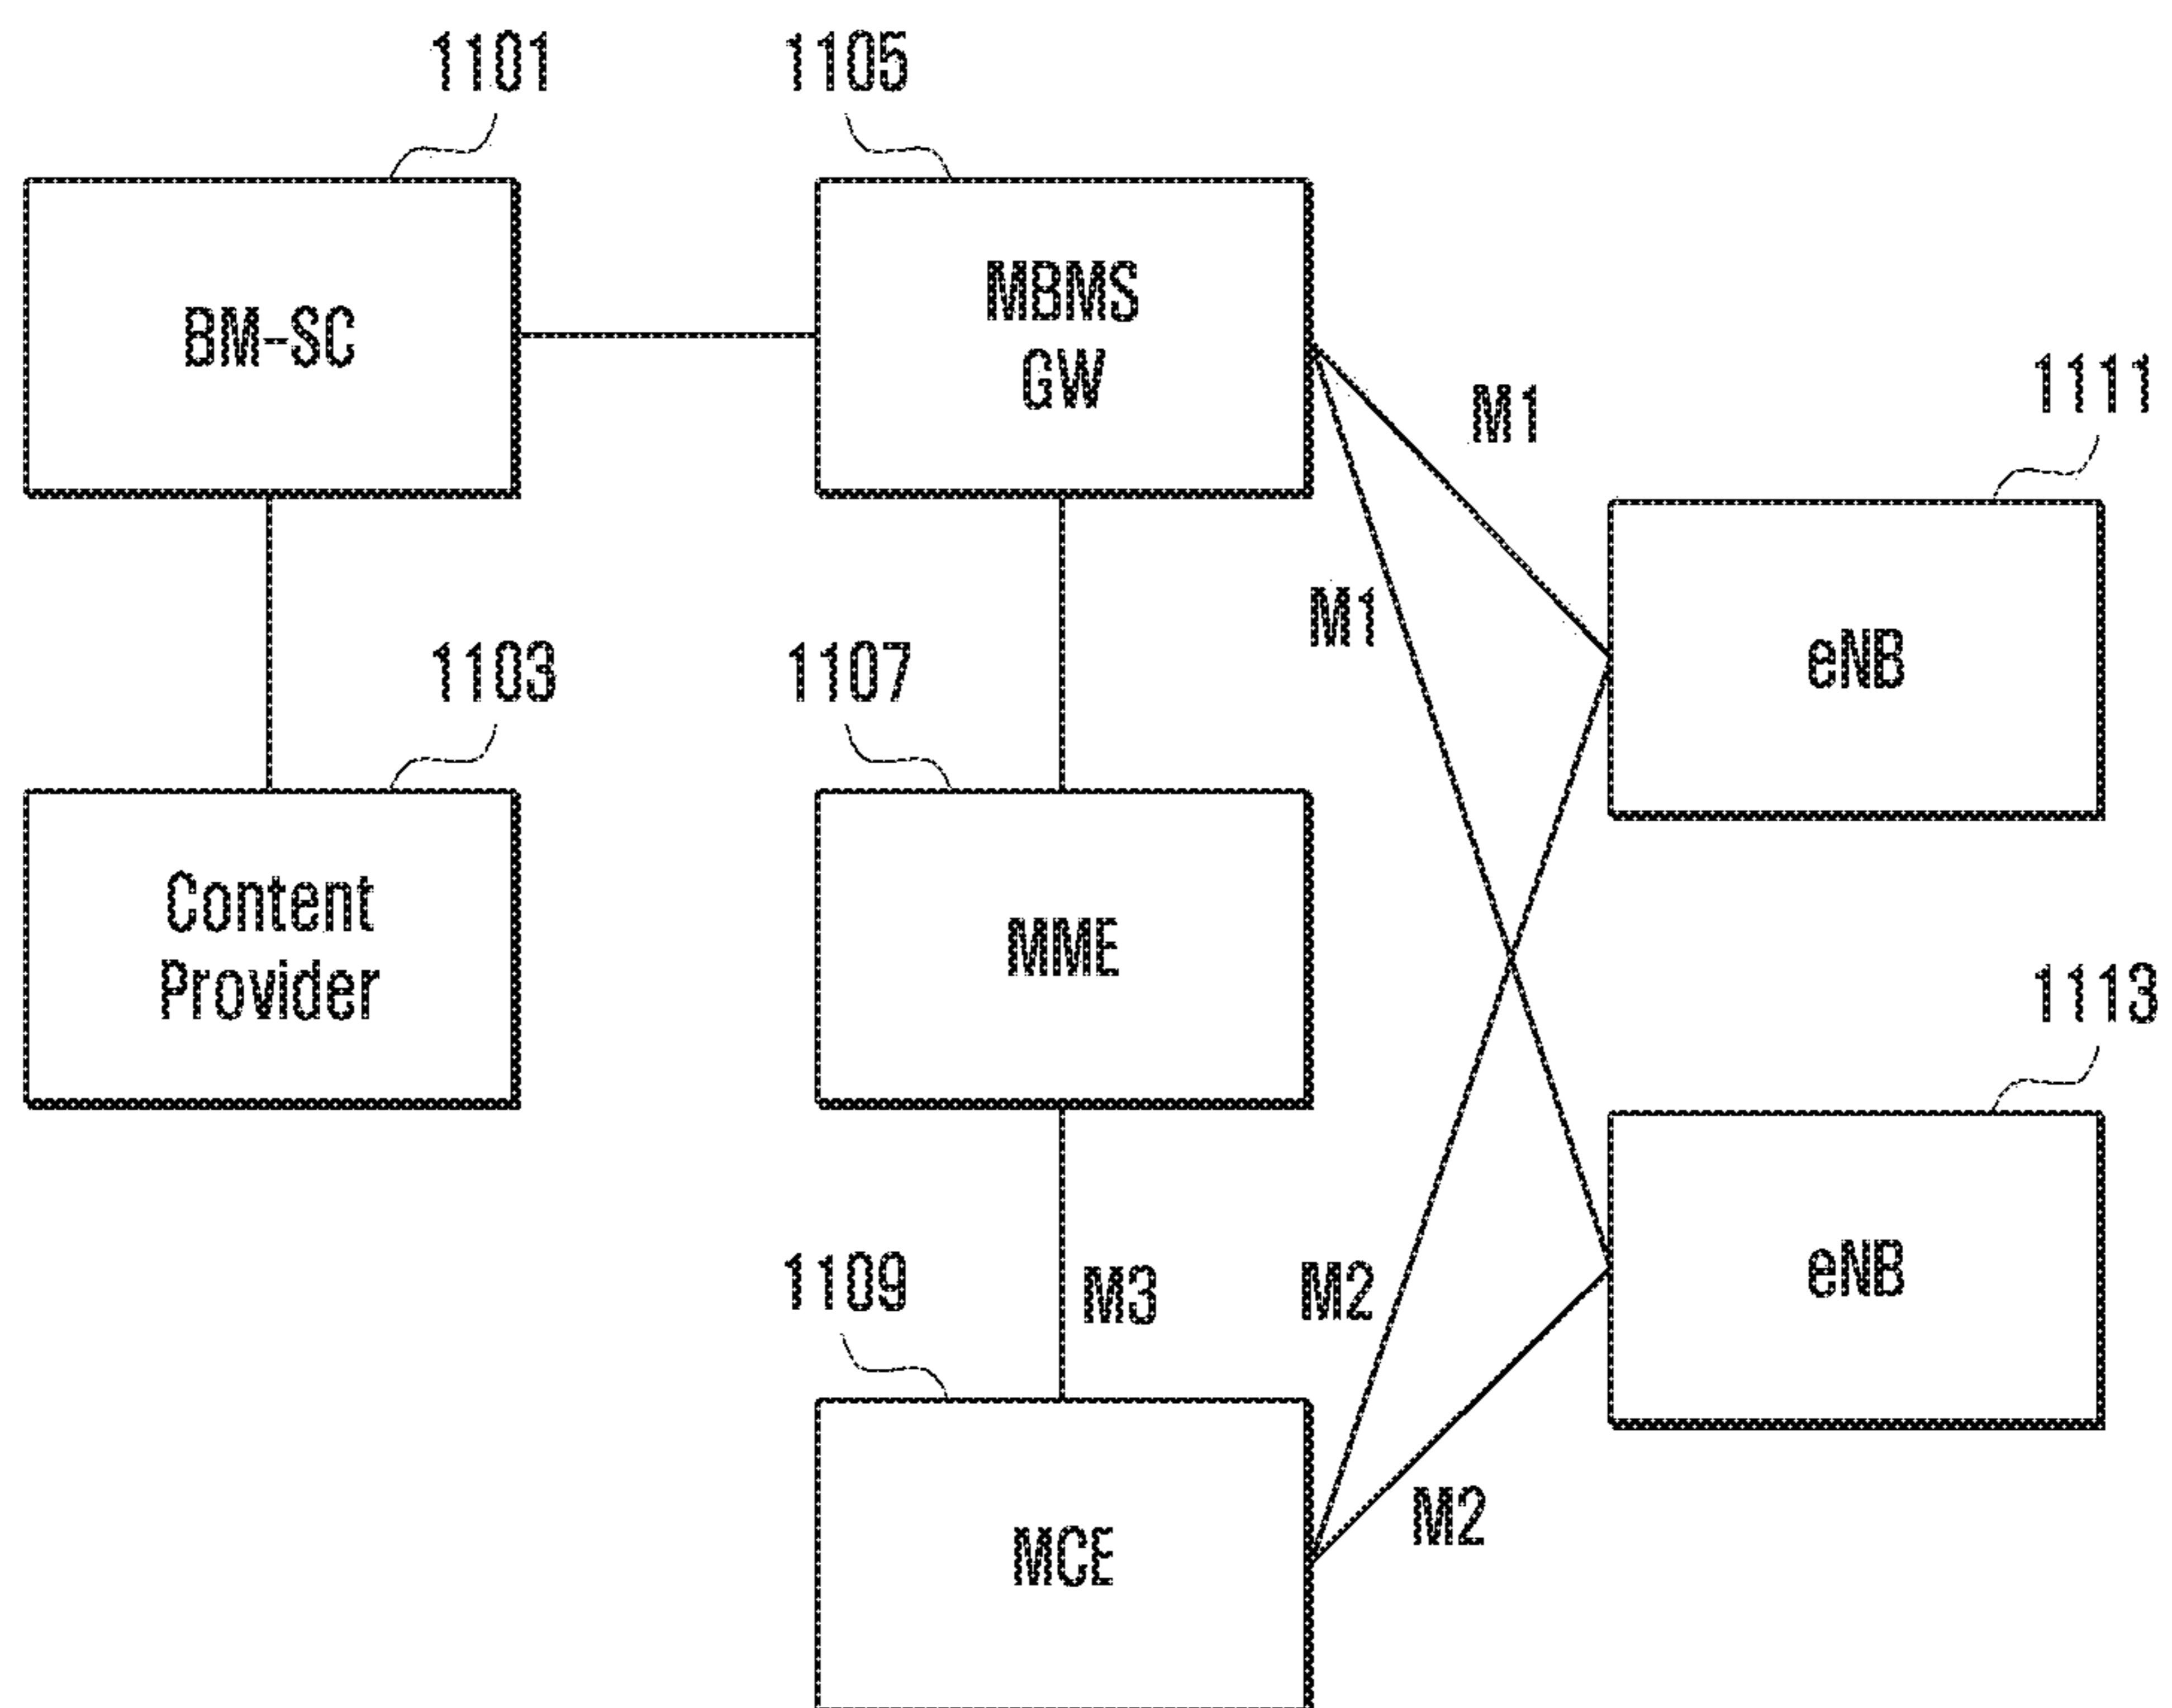 1101
1105
BM-SC
MBMS
GW
M1
1111
M1
eNB
1103
1107
Content
Provider
MME
1113
1109
M3
M2
eNB
M2
MCE